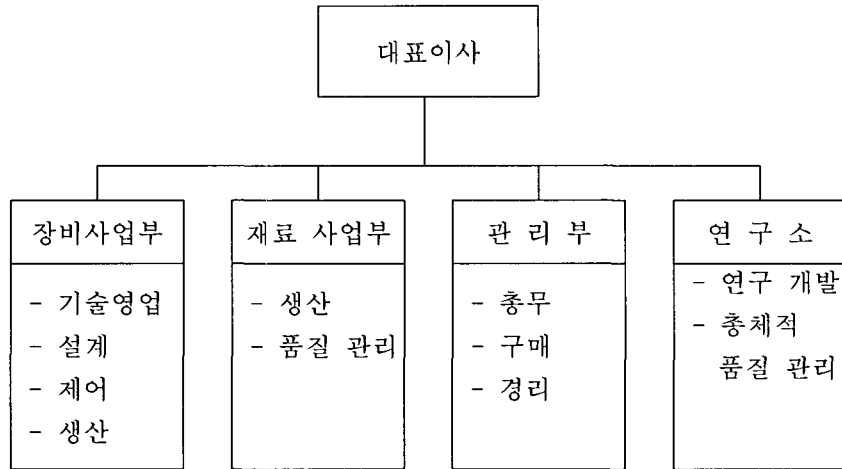 대표이사
장비사업부
- 기술영업
- 설계
- 제어
- 생산
재료 사업부
- 생산
- 품질 관리
관 리 부
- 총무
- 구매
- 경리
연 구 소
- 연구 개발
- 총체적
품질 관리